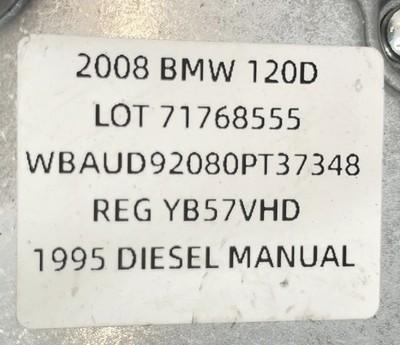 2008 BMW 120D
LOT 71768555
WBAUD92080PT37348
REG YB57VHD
1995 DIESEL MANUAL